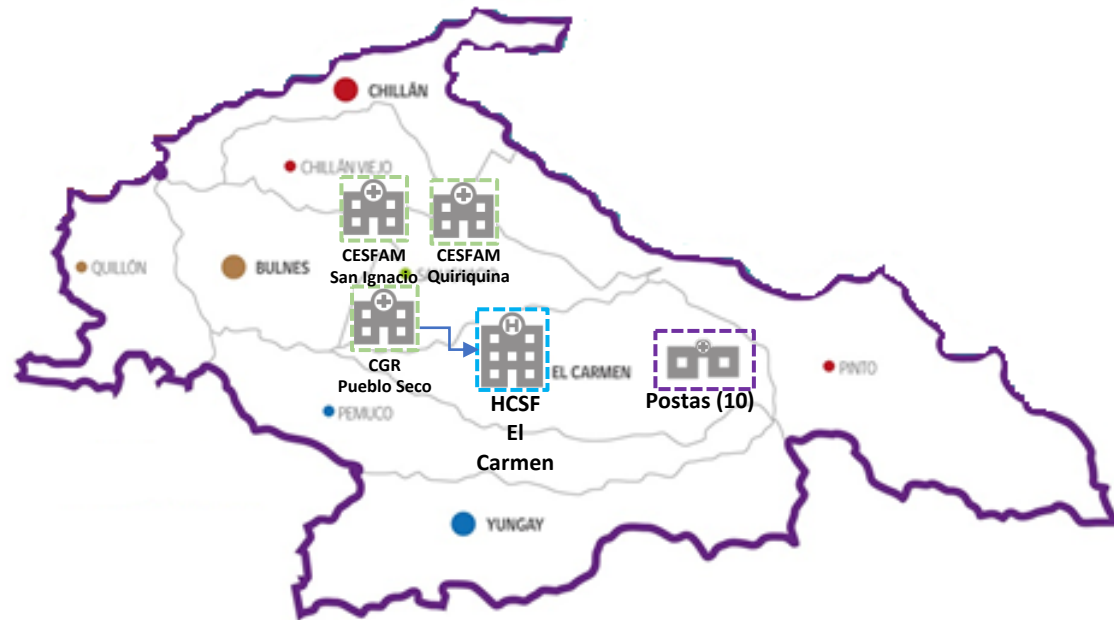 CHILLÁN
CHILLÁN VIEJO
CESFAM
San Ignacio
CESFAM
Quiriquina
QUILLÓN
BULNES
CGR
Pueblo Seco
H
HCSF
El
Carmen
EL CARMEN
Postas (10)
PINTO
PEMUCO
YUNGAY